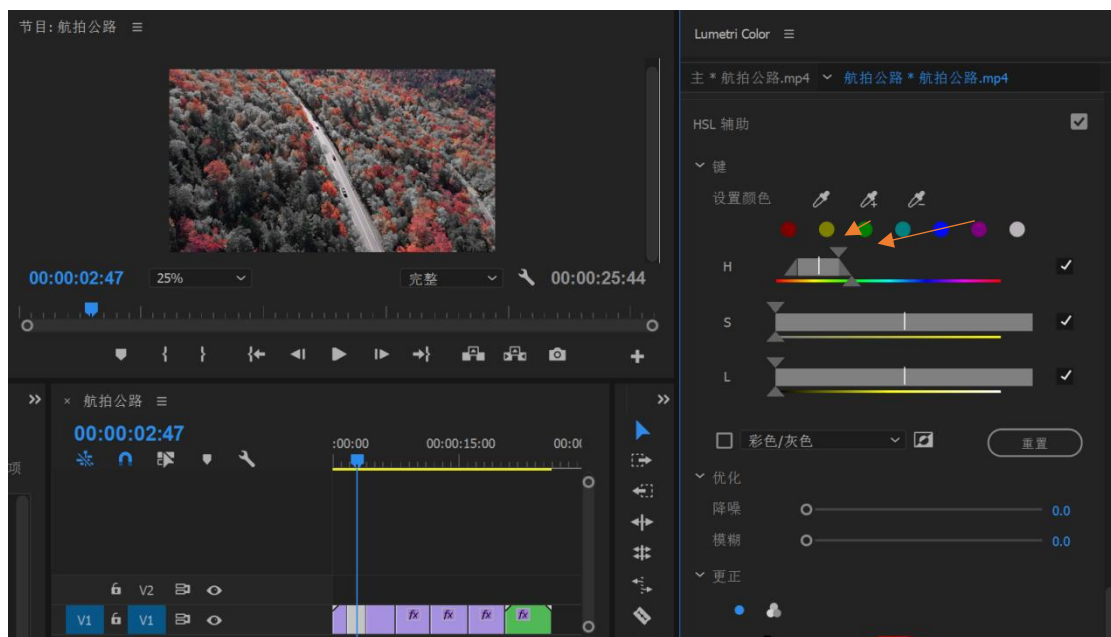 节目: 航拍公路
00:00:02:47
25%
完整
00:00:25:44
航拍公路
00:00:02:47
:00:00
00:00:15:00
00:0(
项
V2
V1
V1
fx
fx
fx
fx
Lumetri Color
主 * 航拍公路.mp4
航拍公路 * 航拍公路.mp4
HSL 辅助
键
设置颜色
H
S
L
彩色/灰色
重置
优化
降噪
0.0
模糊
0.0
更正